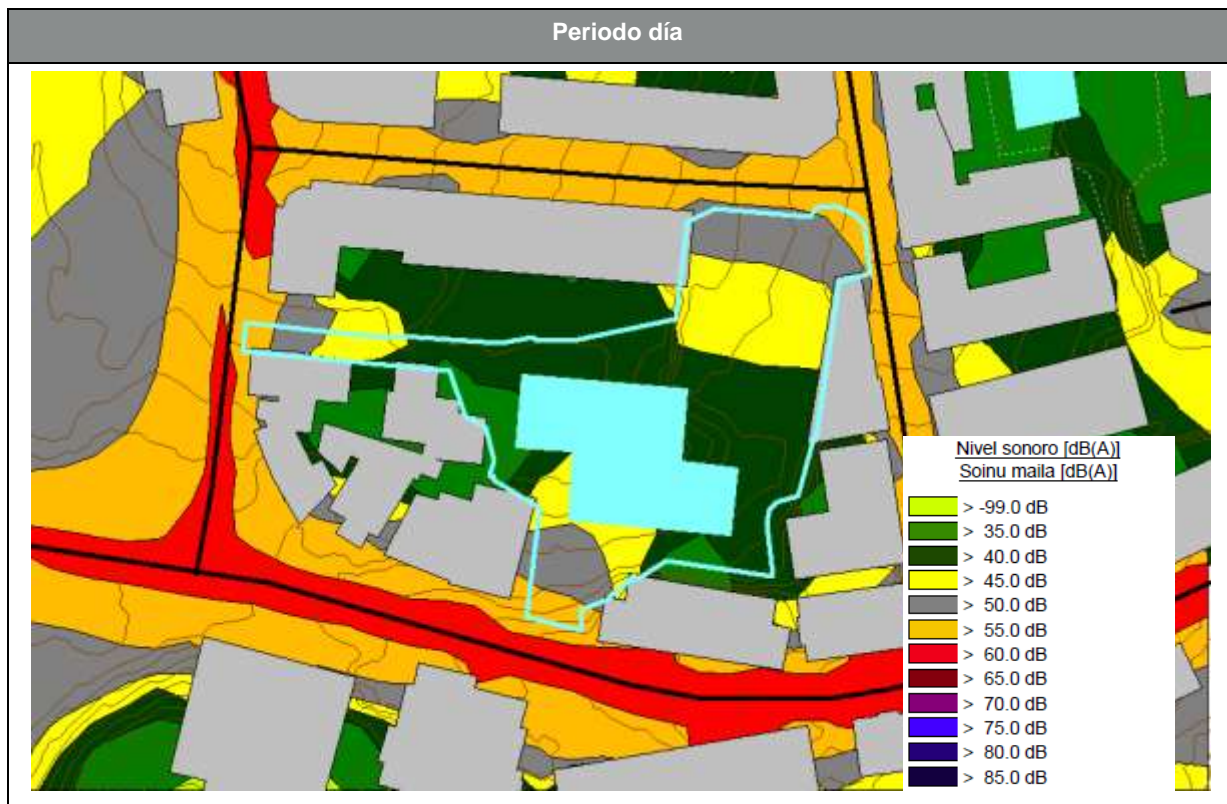 Periodo día
Nivel sonoro [dB(A)]
Soinu maila [dB(A)]
> -99.0 dB
> 35.0 dB
> 40.0 dB
> 45.0 dB
> 50.0 dB
> 55.0 dB
> 60.0 dB
> 65.0 dB
> 70.0 dB
> 75.0 dB
> 80.0 dB
> 85.0 dB